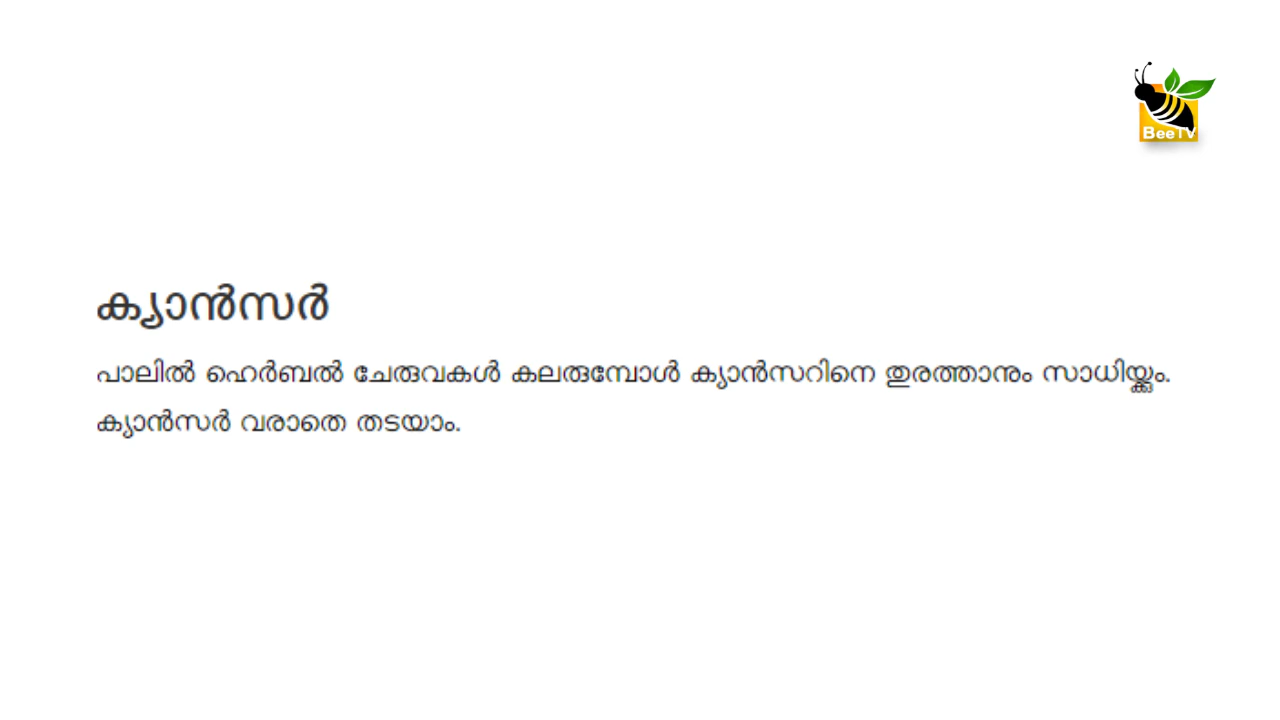 BeeTV
ക്യാൻസർ
പാലിൽ ഹെർബൽ ചേരുവകൾ കലരുമ്പോൾ ക്യാൻസറിനെ തുരത്താനും സാധിയ്ക്കും.
ക്യാൻസർ വരാതെ തടയാം.